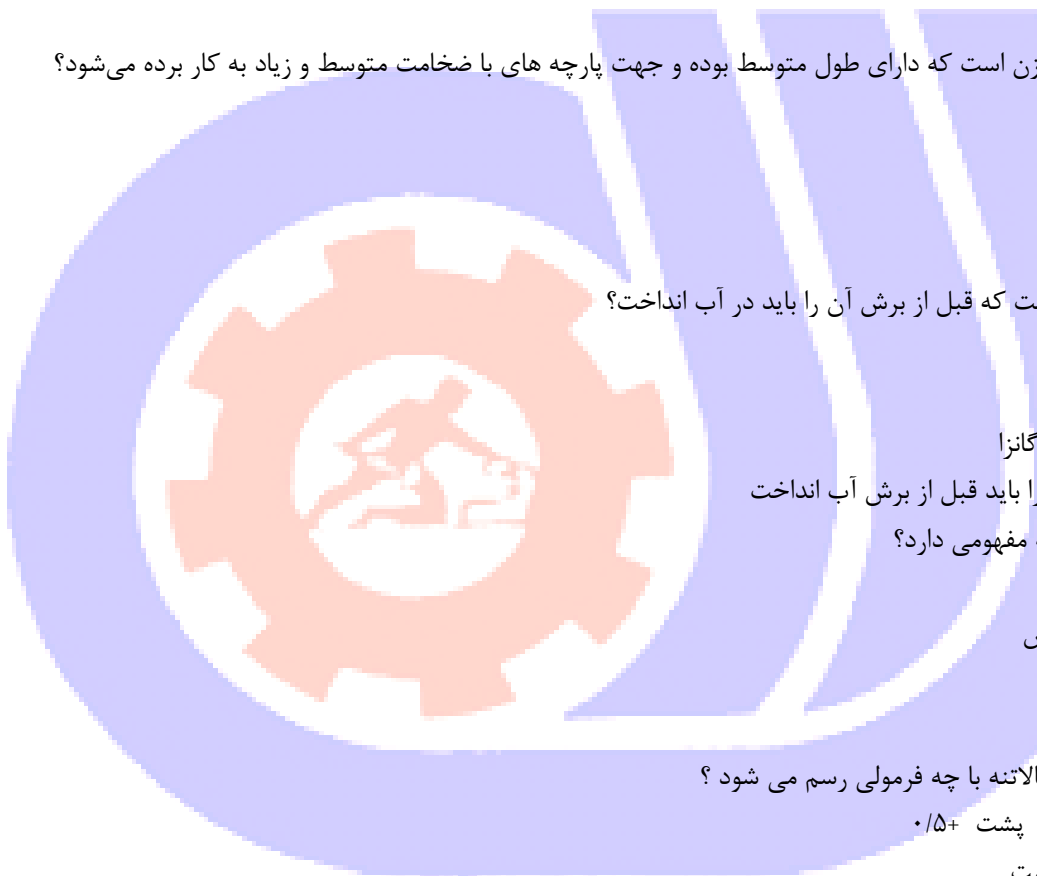 زن است که دارای طول متوسط بوده و جهت پارچه های با ضخامت متوسط و زیاد به کار برده می‌شود؟
ت که قبل از برش آن را باید در آب انداخت؟
گانزا
را باید قبل از برش آب انداخت
مفهومی دارد؟
الاتنه با چه فرمولی رسم می شود ؟
پشت +۰/۵